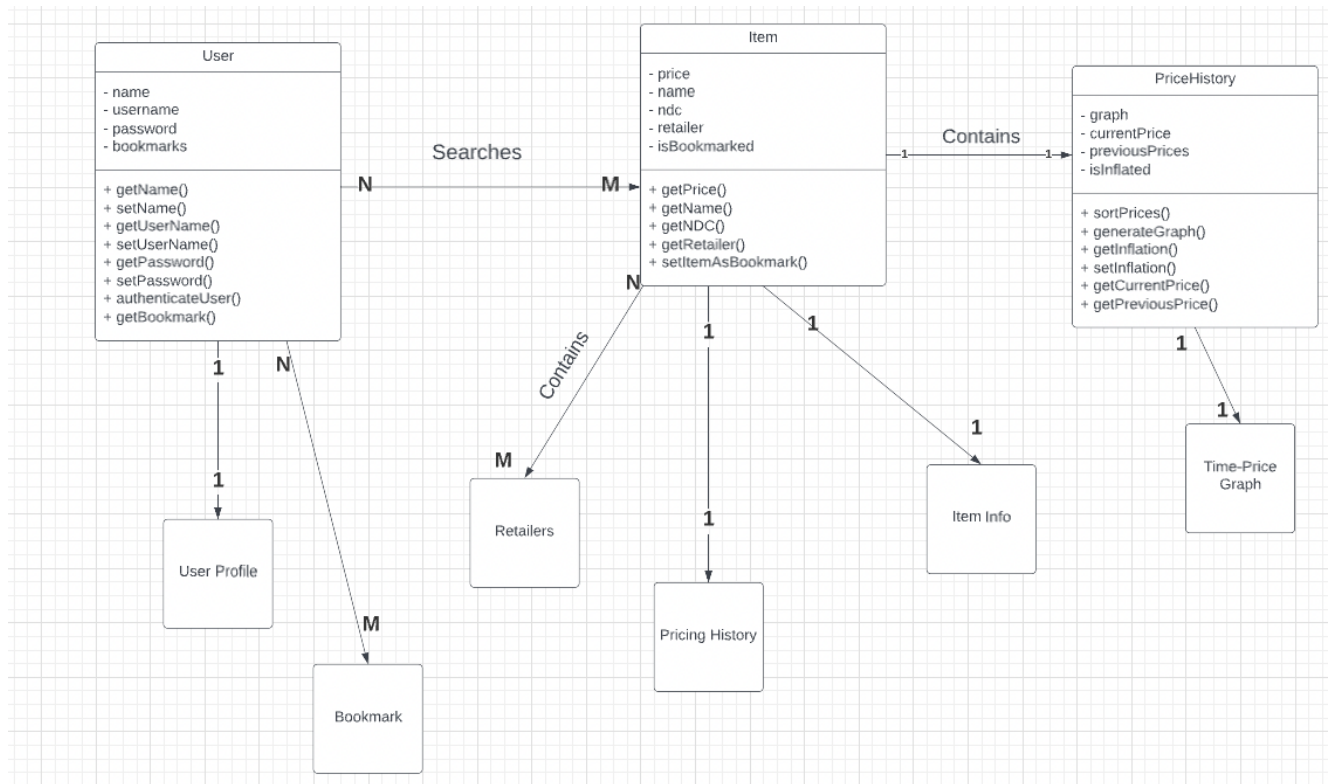 User
- name
- username
- password
- bookmarks
+ getName()
+ setName()
+ getUserName()
+ setUserName()
+ getPassword()
+ setPassword()
+ authenticateUser()
+ getBookmark()
Searches
N
M
Item
- price
- name
- ndc
- retailer
- isBookmarked
+ getPrice()
+ getName()
+ getNDC()
+ getRetailer()
+ setItemAsBookmark()
Contains
1
1
PriceHistory
- graph
- currentPrice
- previousPrices
- isInflated
+ sortPrices()
+ generateGraph()
+ getInflation()
+ setInflation()
+ getCurrentPrice()
+ getPreviousPrice()
1
1
User Profile
N
M
Bookmark
N
Contains
M
Retailers
1
1
Pricing History
1
1
Item Info
1
1
Time-Price
Graph